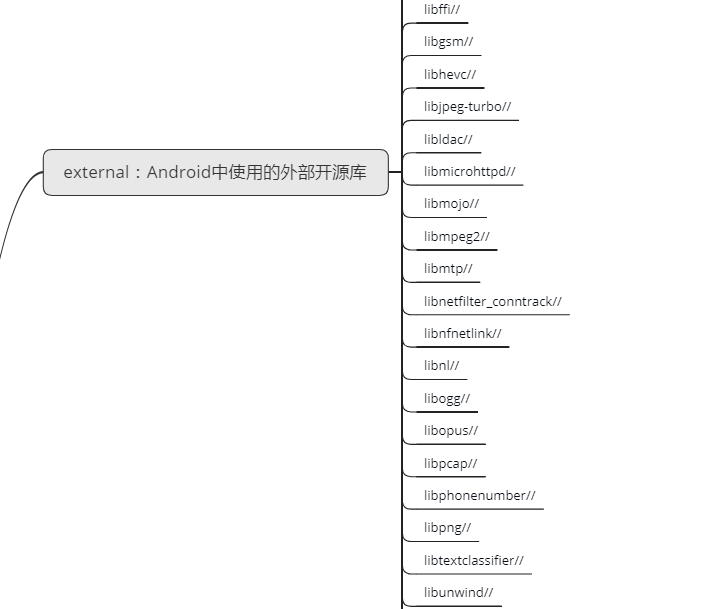 libffi//
libgsm//
libhevc//
libjpeg-turbo//
libldac//
external：Android中使用的外部开源库
libmicrohttpd//
libmojo//
libmpeg2//
libmtp//
libnetfilter_conntrack//
libnfnetlink//
libnl//
libogg//
libopus//
libpcap//
libphonenumber//
libpng//
libtextclassifier//
libunwind//